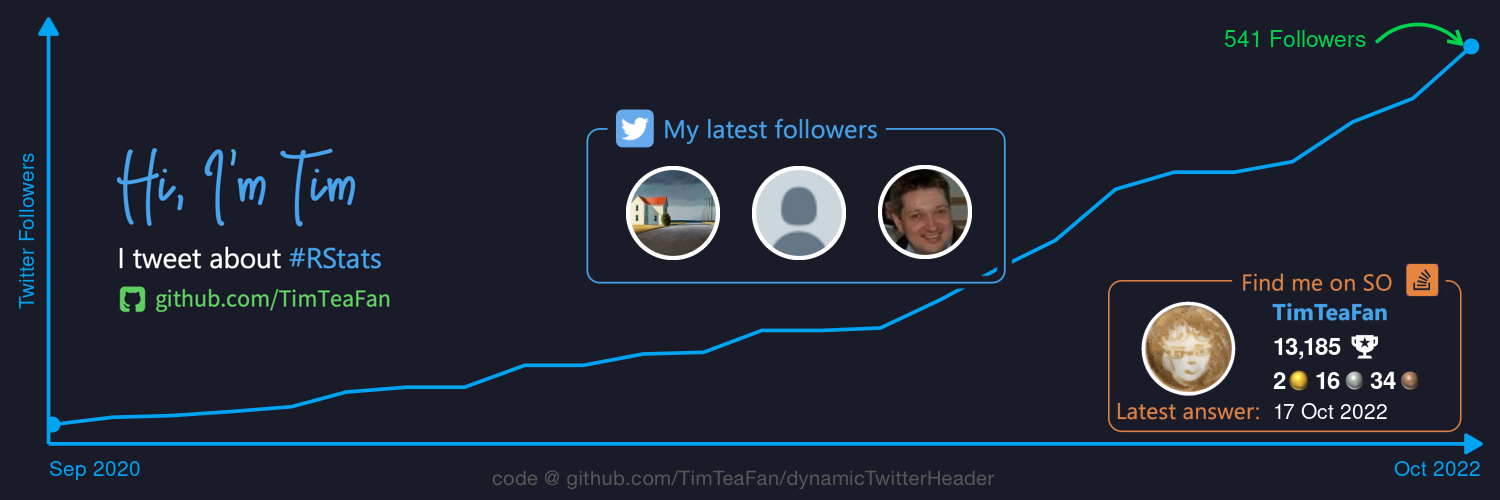 541 Followers
My latest followers
Twitter Followers
Hi, I'm Tim
I tweet about #RStats
github.com/TimTeaFan
Find me on SO
TimTeaFan
13,185
2 16 34
Latest answer: 17 Oct 2022
Sep 2020
Oct 2022
code @ github.com/TimTeaFan/dynamicTwitterHeader